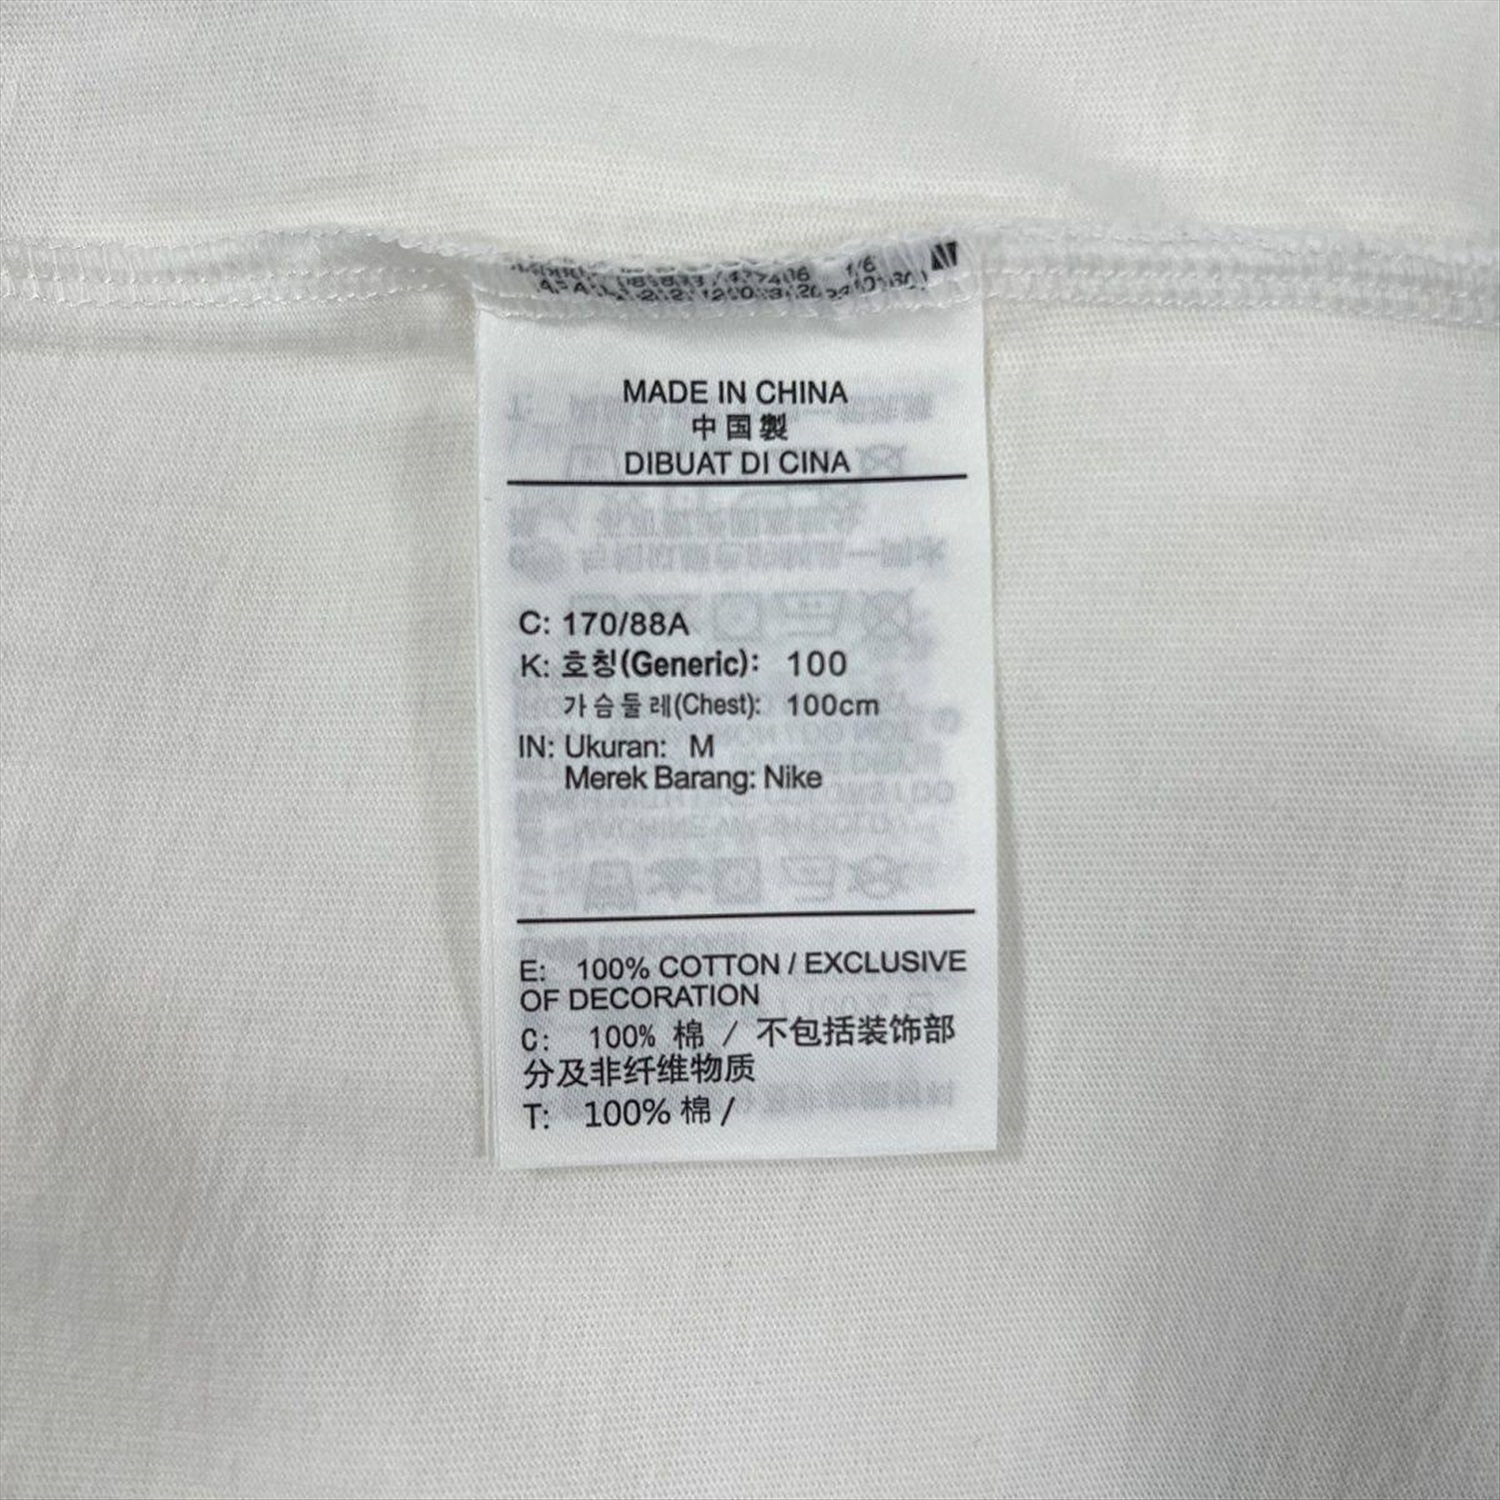 MADE IN CHINA
中国製
DIBUAT DI CINA
C: 170/88A
K: 호칭(Generic): 100
가슴둘레(Chest): 100cm
IN: Ukuran: M
Merek Barang: Nike
E: 100% COTTON / EXCLUSIVE
OF DECORATION
C: 100% 棉 / 不包括装饰部
分及非纤维物质
T: 100% 棉 /